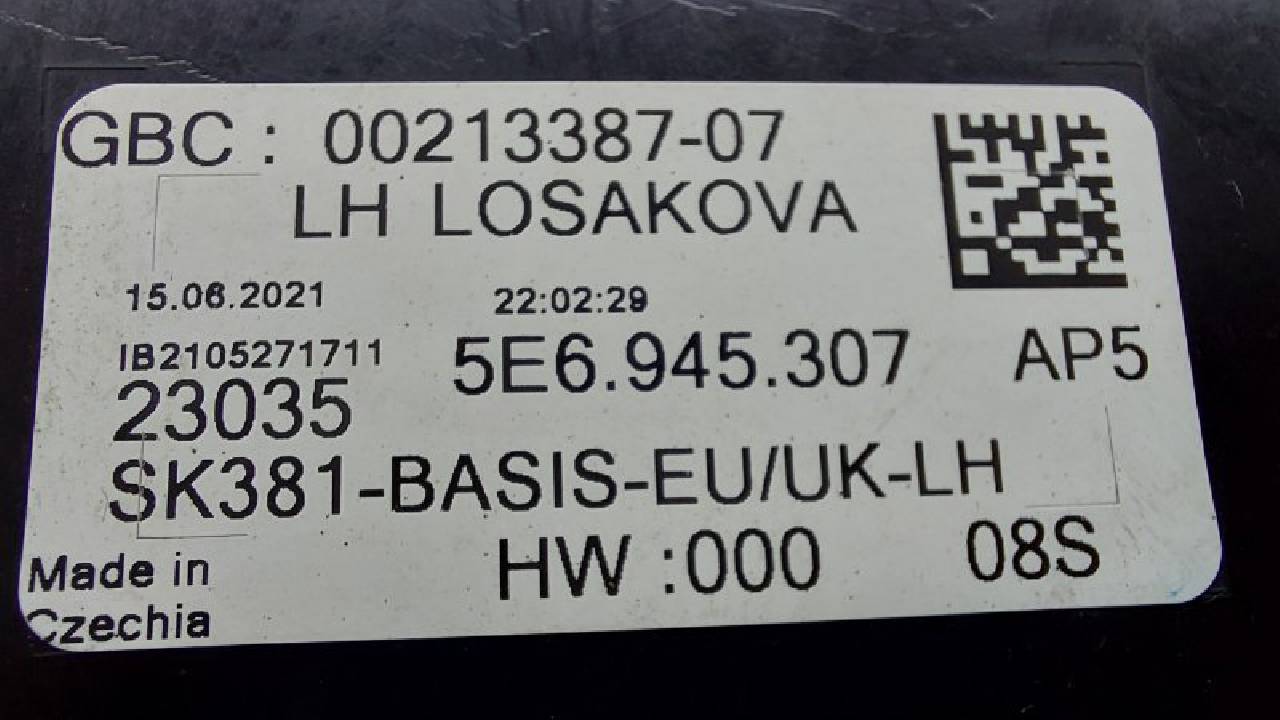 GBC : 00213387-07
LH LOSAKOVA
15.06.2021 22:02:29
IB2105271711
5E6.945.307 AP5
23035
SK381-BASIS-EU/UK-LH
HW :000 08S
Made in
Czechia